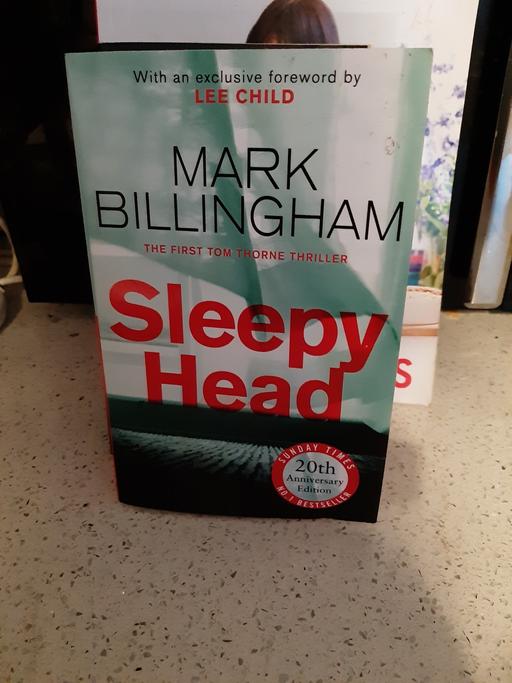 With an exclusive foreword by
LEE CHILD
MARK
BILLINGHAM
THE FIRST TOM THORNE THRILLER
Sleepy
Head
SUNDAY TIMES
20th
Anniversary
Edition
NO.1 BESTSELLER
S